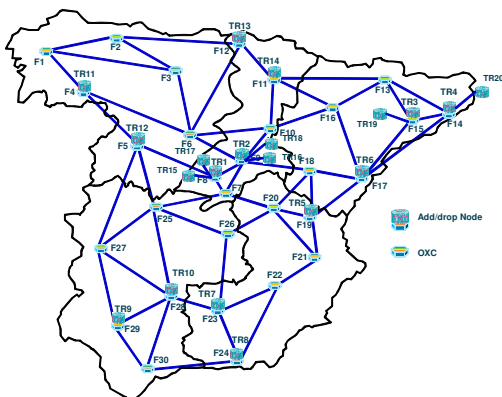 TR13
F2
F12
F1
TR14
F3
TR11
F4
F11
F13
TR20
TR3
TR4
F16
TR19
F15
F14
TR12
F5
F6
F10
TR18
TR17
TR2
F9
TR16
TR15
F8
TR1
F18
TR6
F17
F7
F25
F20
TR5
F19
Add/drop Node
F26
F27
F21
OXC
TR10
F22
F28
TR7
F23
TR9
F29
TR8
F24
F30